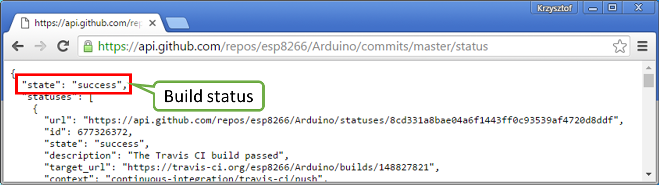 Krzysztof
https://api.github.com/rep
https://api.github.com/repos/esp8266/Arduino/commits/master/status
{
"state": "success",
Build status
"statuses": [
{
"url": "https://api.github.com/repos/esp8266/Arduino/statuses/8cd331a8bae04a6f1443ff0c93539af4720d8ddf",
"id": 677326372,
"state": "success",
"description": "The Travis CI build passed",
"target_url": "https://travis-ci.org/esp8266/Arduino/builds/148827821",
"context": "continuous-integration/travis-ci/push",